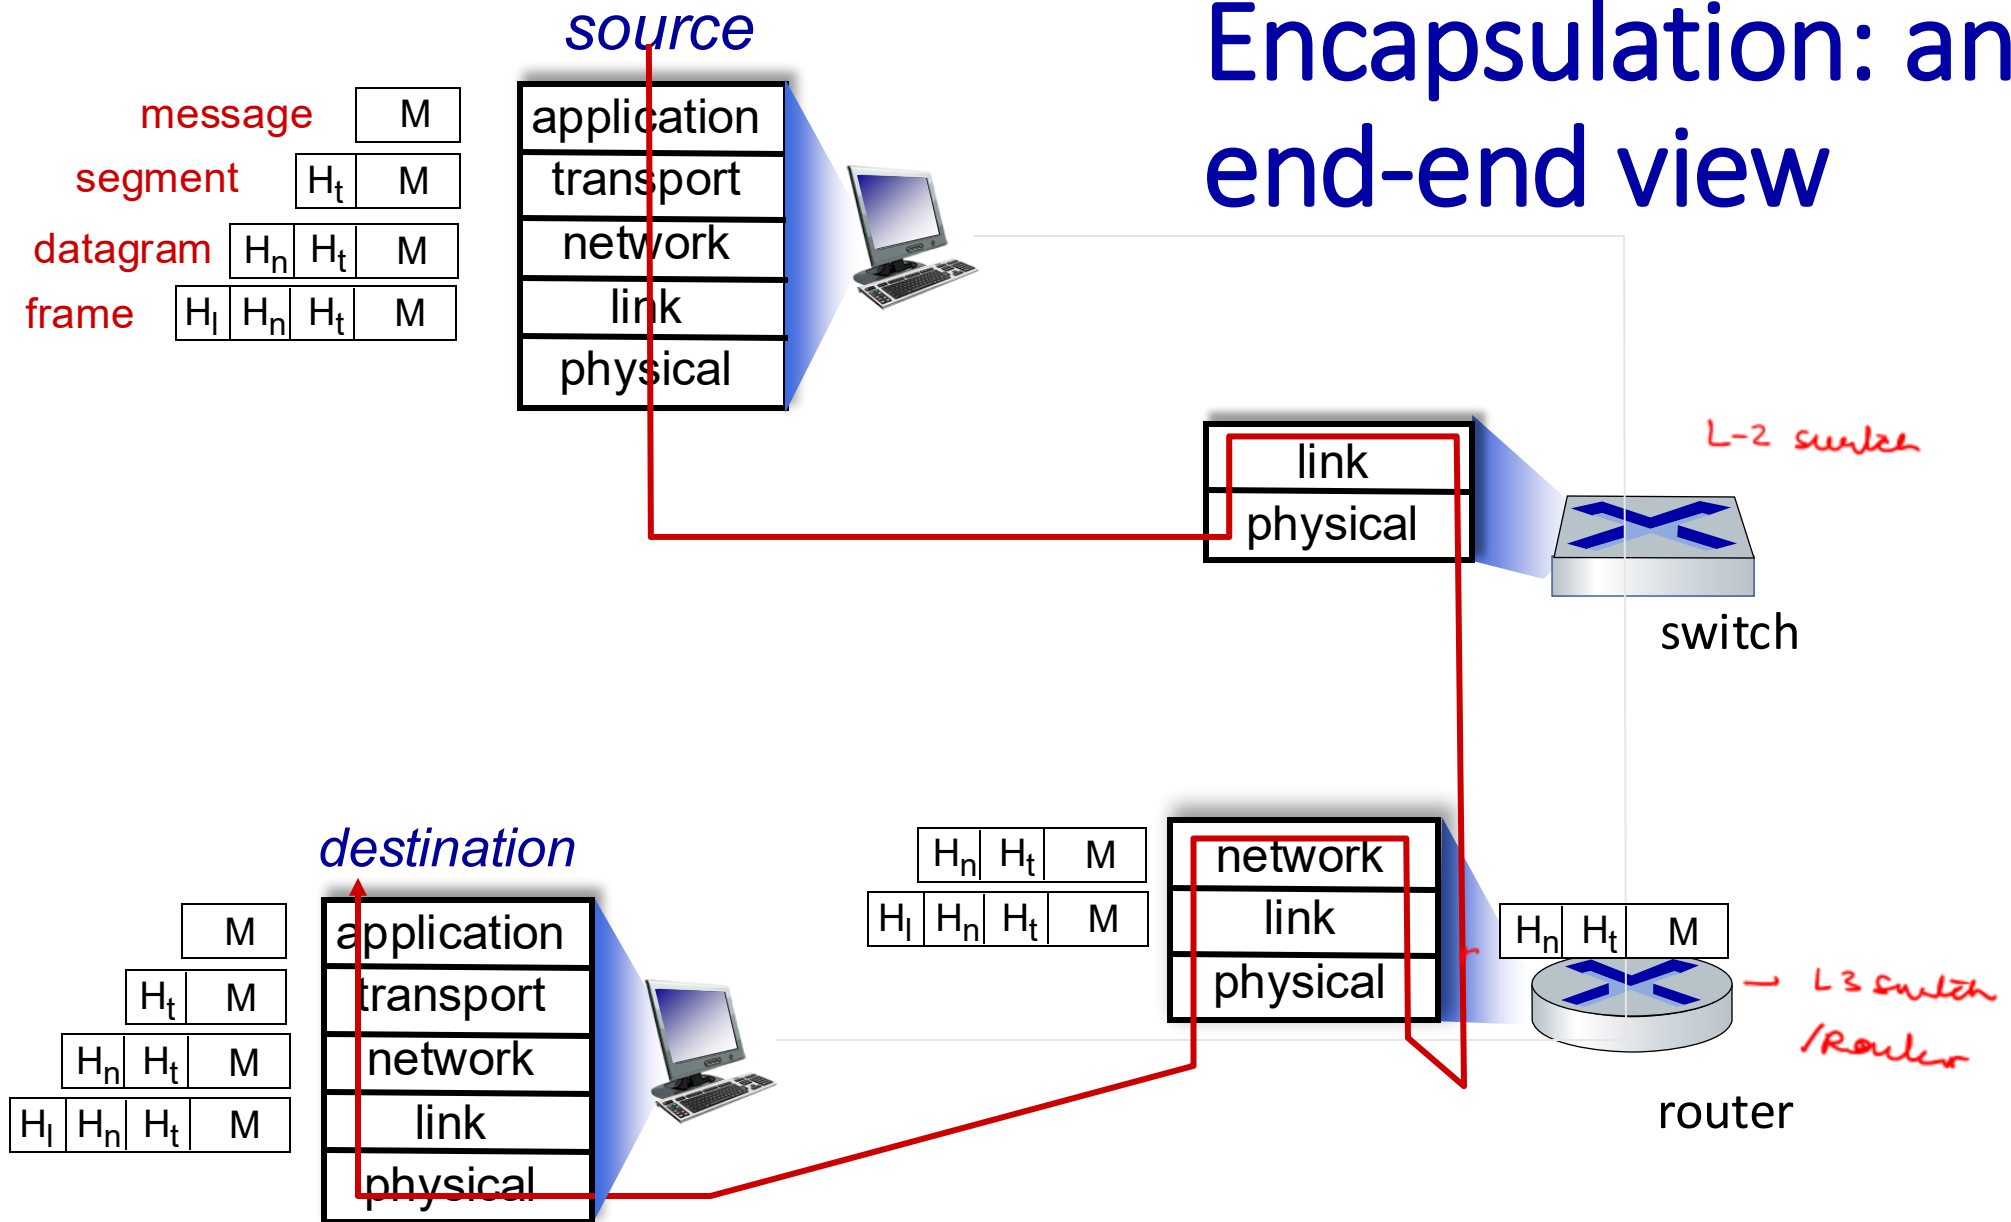 Encapsulation: an
end-end view
source
message M
segment Ht M
datagram Hn Ht M
frame Hl Hn Ht M
application
transport
network
link
physical
link
physical
L-2 switch
switch
destination
M
Ht M
Hn Ht M
Hl Hn Ht M
application
transport
network
link
physical
Hn Ht M
Hl Hn Ht M
network
link
physical
Hn Ht M
L3 switch
/Router
router